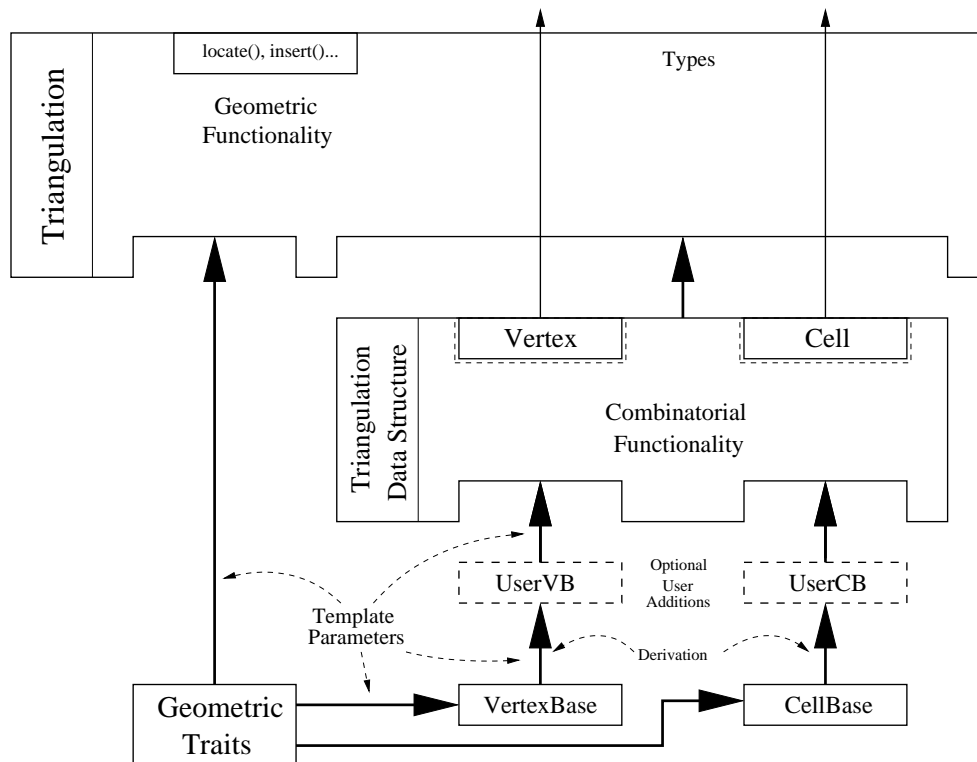 locate(), insert()...
Types
Geometric
Functionality
Triangulation
Vertex
Cell
Triangulation
Data Structure
Combinatorial
Functionality
UserVB
Optional
User
Additions
UserCB
Template
Parameters
Derivation
Geometric
Traits
VertexBase
CellBase